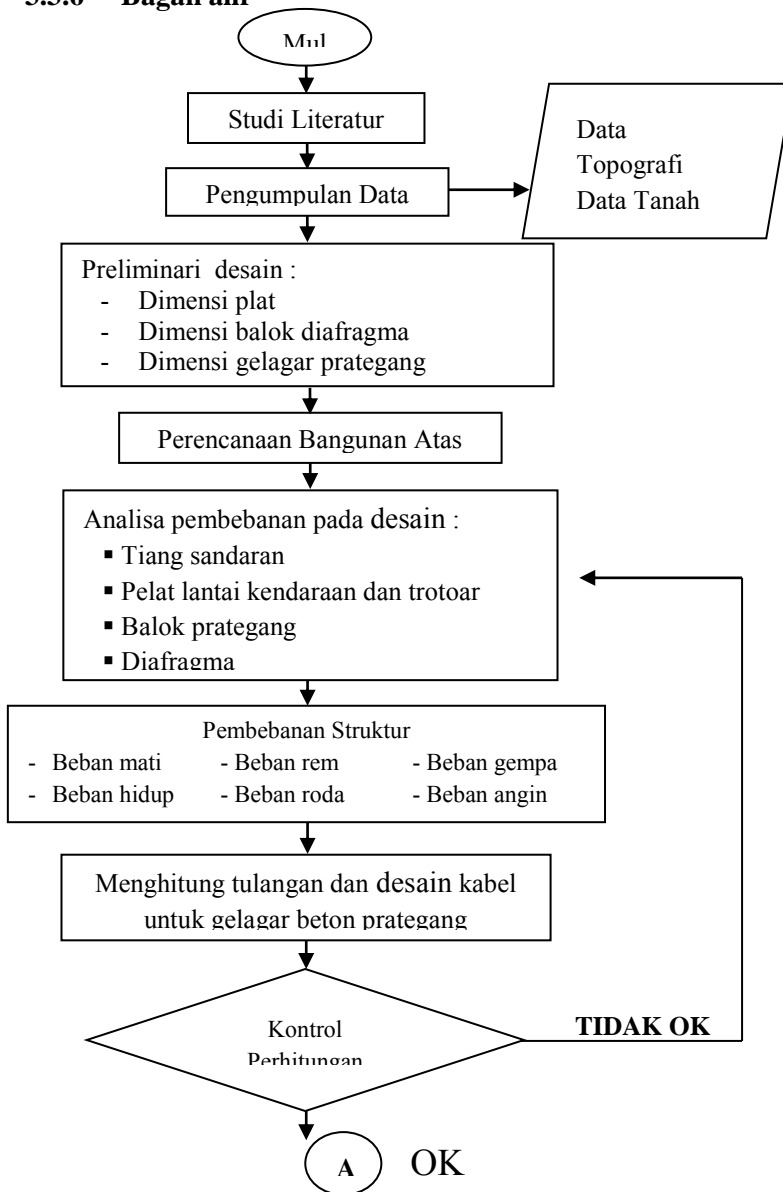 Mul
Studi Literatur
Pengumpulan Data
Data
Topografi
Data Tanah
Preliminari desain :
- Dimensi plat
- Dimensi balok diafragma
- Dimensi gelagar prategang
Perencanaan Bangunan Atas
Analisa pembebanan pada desain :
▪ Tiang sandaran
▪ Pelat lantai kendaraan dan trotoar
▪ Balok prategang
▪ Diafragma
Pembebanan Struktur
- Beban mati - Beban rem - Beban gempa
- Beban hidup - Beban roda - Beban angin
Menghitung tulangan dan desain kabel
untuk gelagar beton prategang
Kontrol
Perhitungan
TIDAK OK
A OK